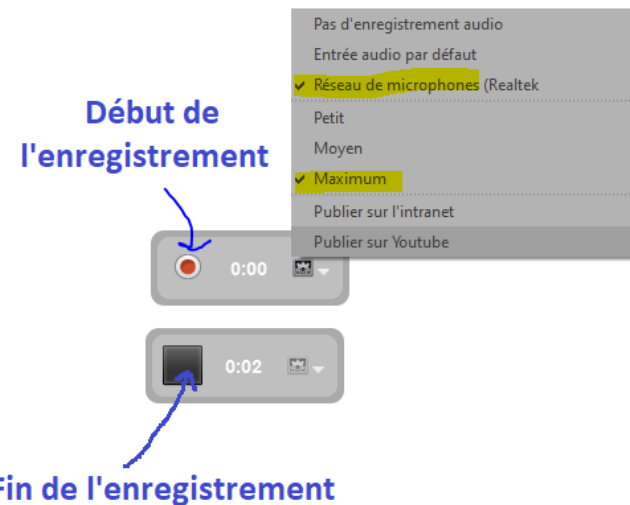 Pas d'enregistrement audio
Entrée audio par défaut
Réseau de microphones (Realtek
Petit
Moyen
Maximum
Publier sur l'intranet
Publier sur Youtube
Début de
l'enregistrement
0:00
0:02
Fin de l'enregistrement